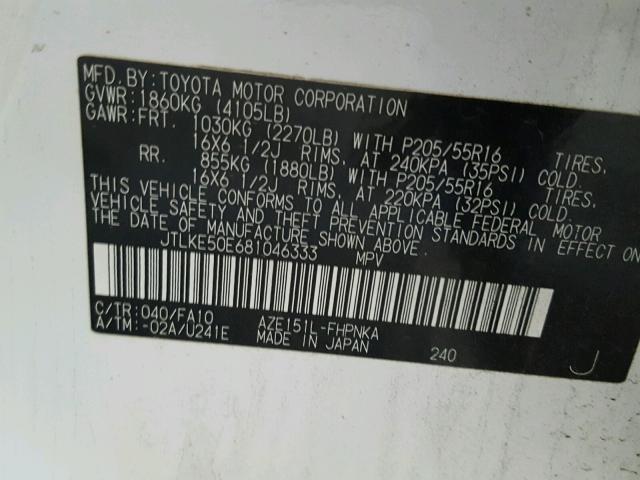 MFD. BY: TOYOTA MOTOR CORPORATION
GVWR: 1860KG (4105LB)
GAWR: FRT. 1030KG (2270LB) WITH P205/55R16 TIRES,
16X6 1/2J RIMS, AT 240KPA (35PSI) COLD.
RR. 855KG (1880LB) WITH P205/55R16 TIRES,
16X6 1/2J RIMS, AT 220KPA (32PSI) COLD.
THIS VEHICLE CONFORMS TO ALL APPLICABLE FEDERAL MOTOR
VEHICLE SAFETY AND THEFT PREVENTION STANDARDS IN EFFECT ON
THE DATE OF MANUFACTURE SHOWN ABOVE.
JTLKE50E681046333 MPV
C/TR: 040/FA10 AZE151L-FHPNKA
A/TM: -02A/U241E MADE IN JAPAN 240 J